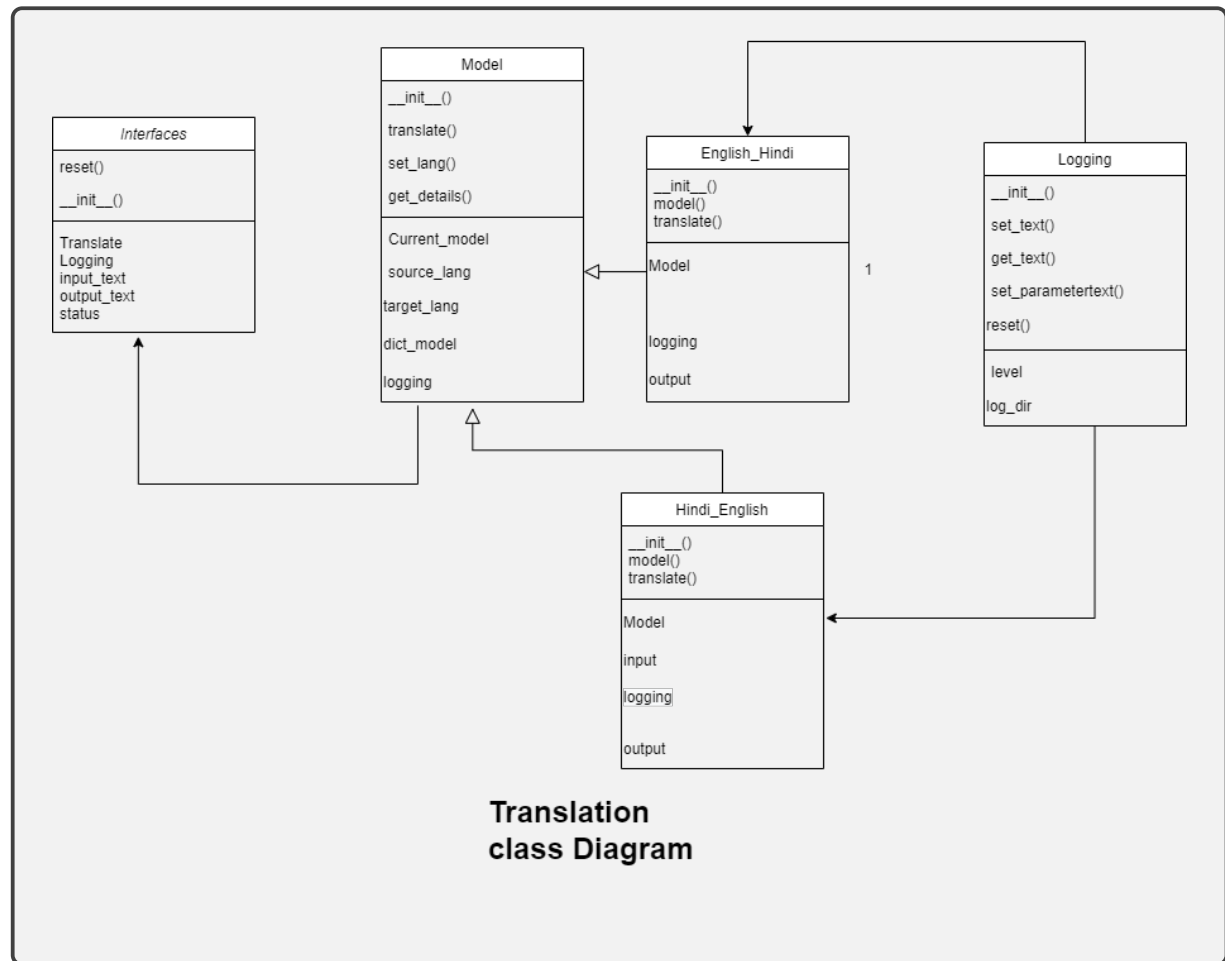 Interfaces
reset()
__init__()
Translate
Logging
input_text
output_text
status
Model
__init__()
translate()
set_lang()
get_details()
Current_model
source_lang
target_lang
dict_model
logging
English_Hindi
__init__()
model()
translate()
Model
logging
output
1
Logging
__init__()
set_text()
get_text()
set_parametertext()
reset()
level
log_dir
Hindi_English
__init__()
model()
translate()
Model
input
logging
output
Translation
class Diagram